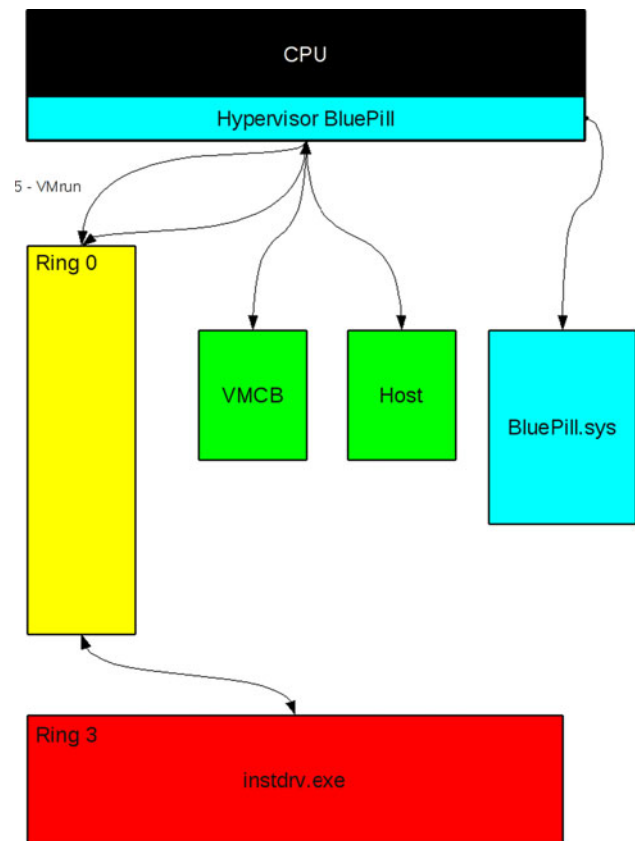 CPU
Hypervisor BluePill
5 - VMrun
Ring 0
VMCB
Host
BluePill.sys
Ring 3
instdrv.exe